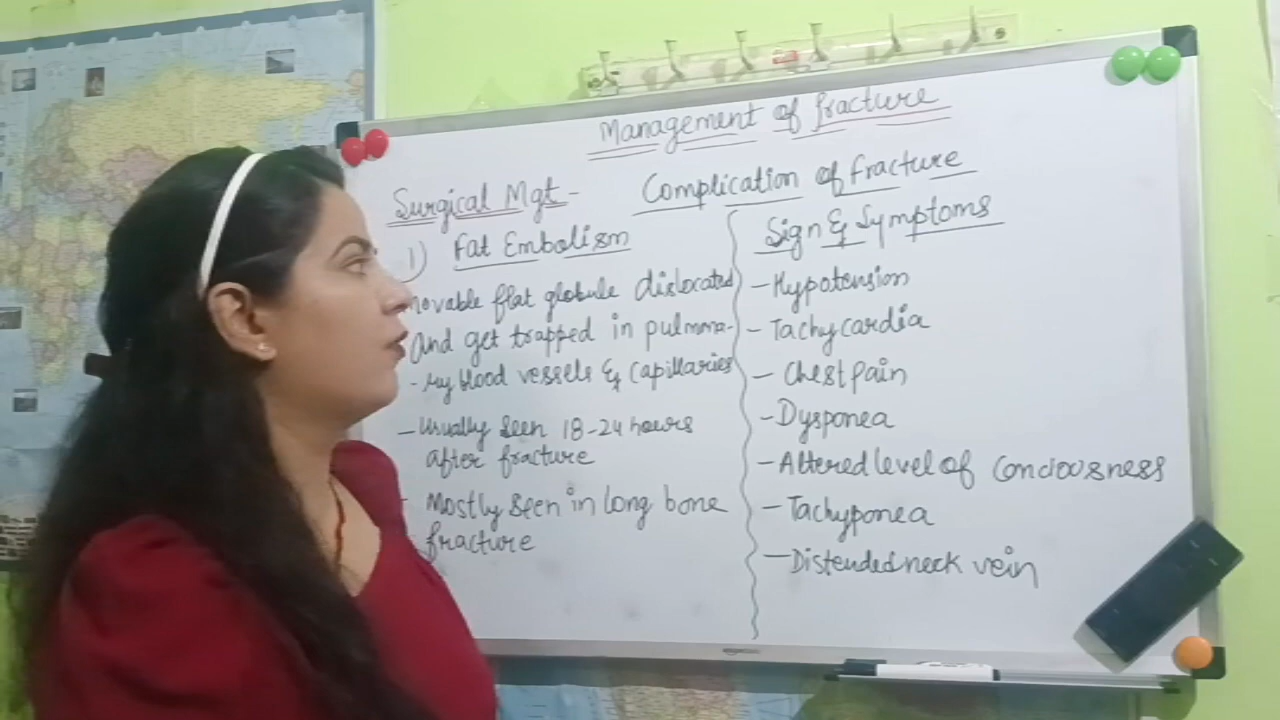 Management of fracture
Surgical Mgt-
Complication of fracture
1) Fat Embolism
movable flat globule dislocated
And get trapped in pulmona-
-ry blood vessels & Capillaries
- Usually seen 18-24 hours
after fracture
- Mostly seen in long bone
fracture
Sign & Symptoms
- Hypotension
- Tachycardia
- Chest pain
- Dysponea
- Altered level of Conciousness
- Tachyponea
- Distended neck vein